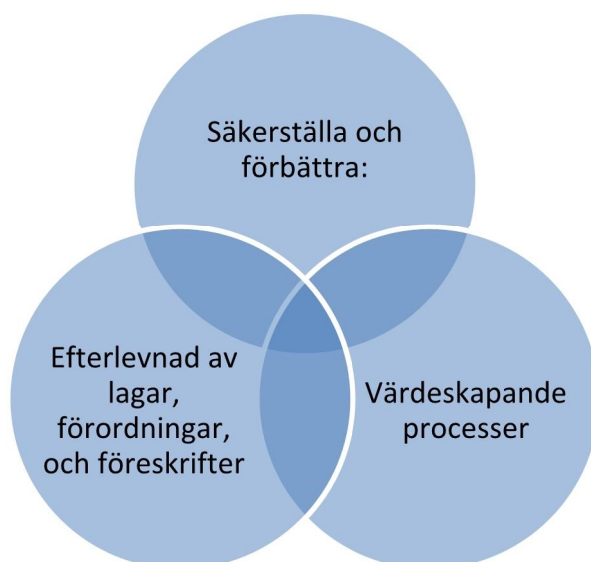 Säkerställa och
förbättra:
Efterlevnad av
lagar,
förordningar,
och föreskrifter
Värdeskapande
processer